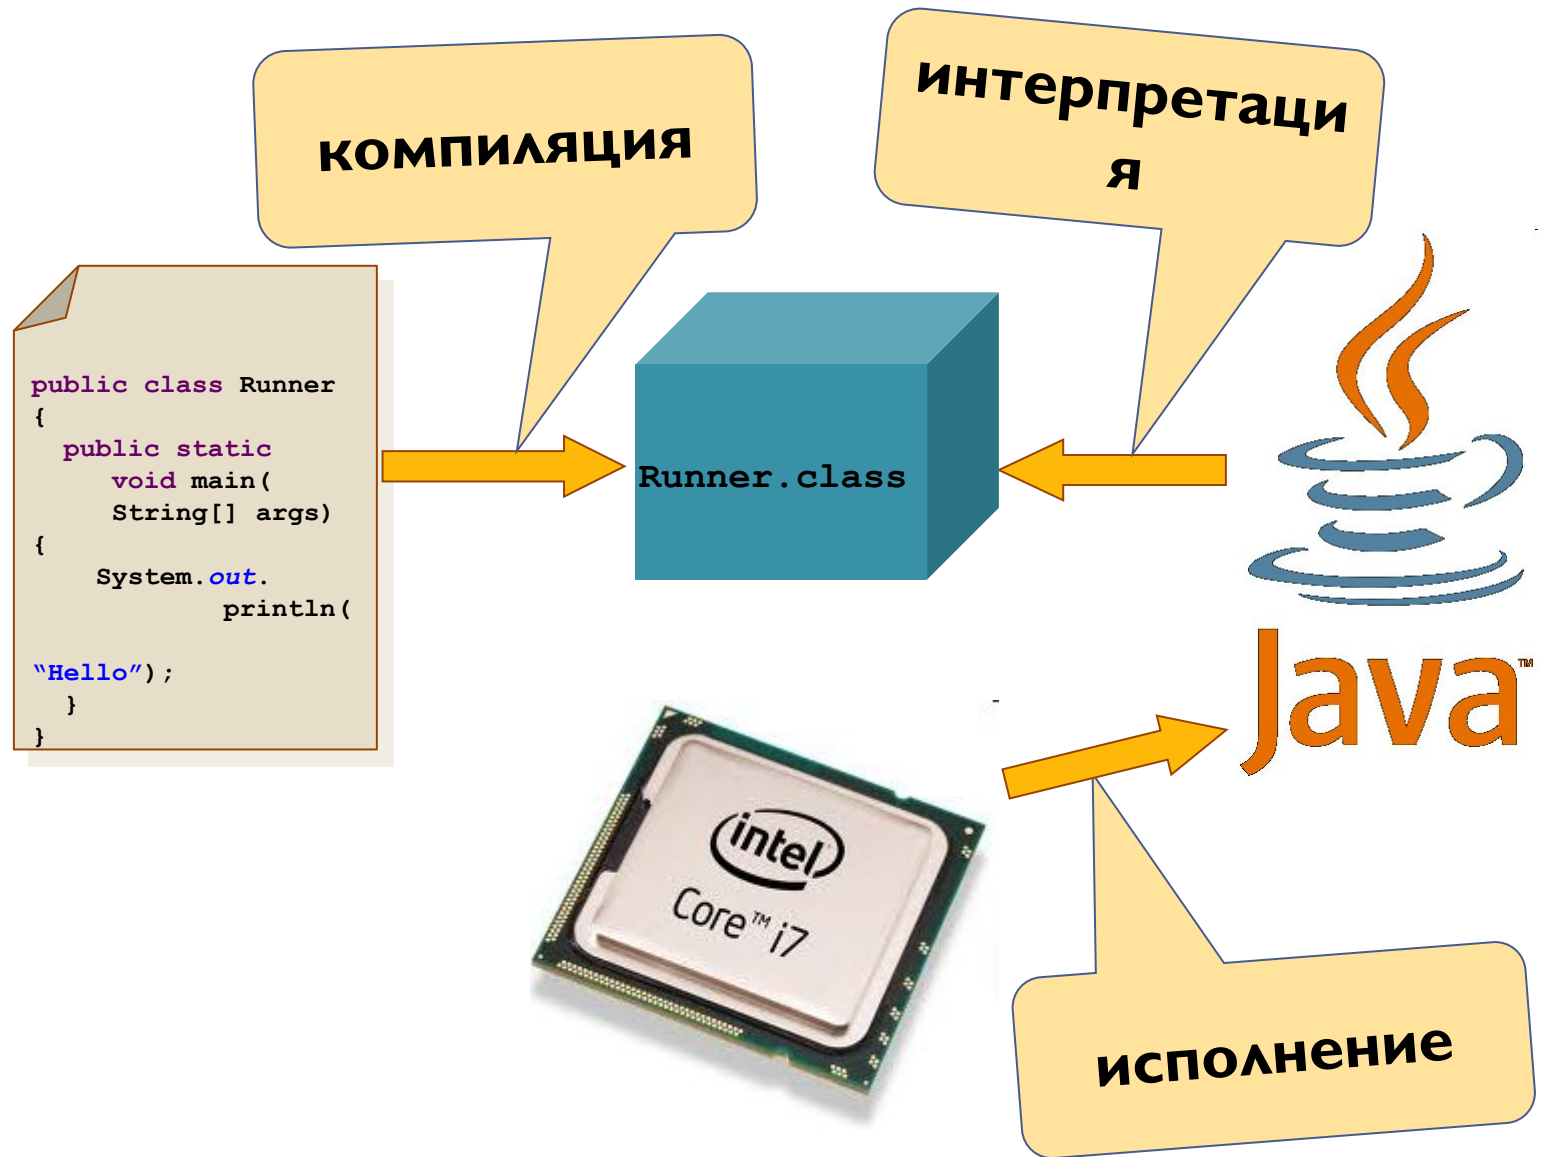 компиляция
интерпретаци
я
public class Runner
{
public static
void main(
String[] args)
{
System.out.
println(
“Hello”);
}
}
Runner.class
Java™
intel
Core™ i7
исполнение